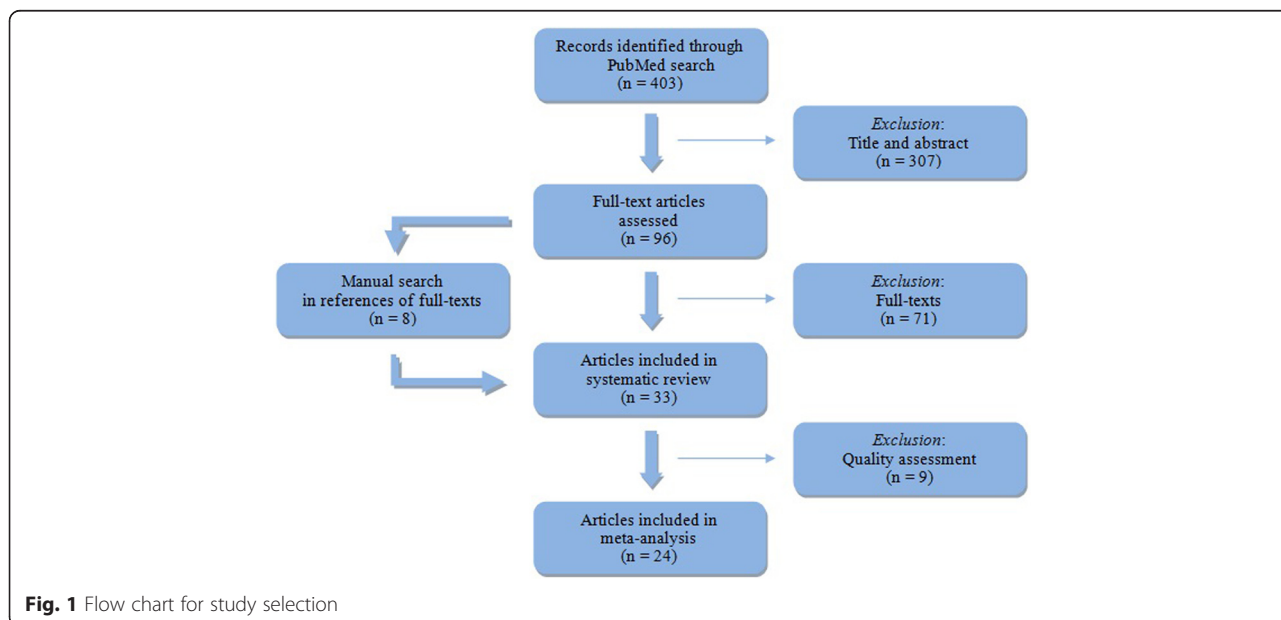 Records identified through
PubMed search
(n = 403)
Exclusion:
Title and abstract
(n = 307)
Full-text articles
assessed
(n = 96)
Manual search
in references of full-texts
(n = 8)
Exclusion:
Full-texts
(n = 71)
Articles included in
systematic review
(n = 33)
Exclusion:
Quality assessment
(n = 9)
Articles included in
meta-analysis
(n = 24)
Fig. 1 Flow chart for study selection